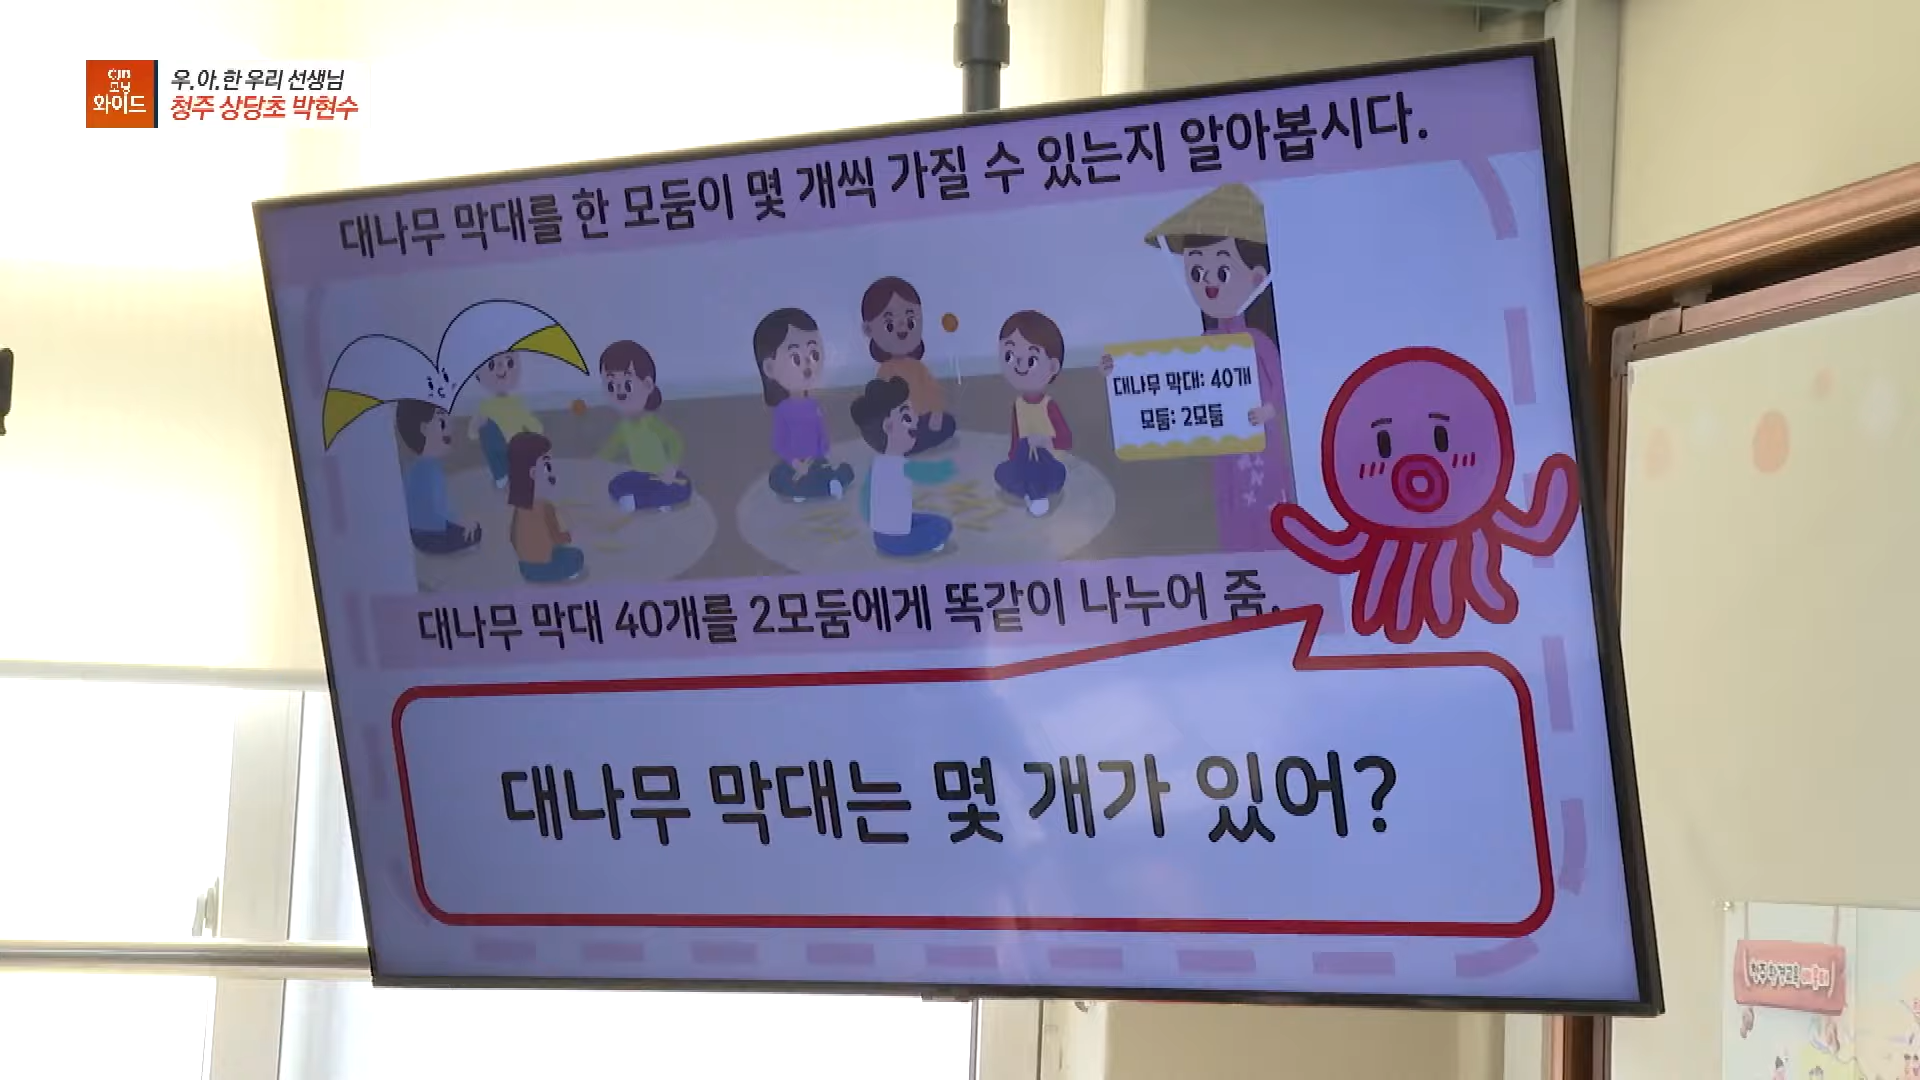 CJB
모닝
와이드
우.아.한 우리 선생님
청주 상당초 박현수
대나무 막대를 한 모둠이 몇 개씩 가질 수 있는지 알아봅시다.
대나무 막대: 40개
모둠: 2모둠
대나무 막대 40개를 2모둠에게 똑같이 나누어 줌.
대나무 막대는 몇 개가 있어?